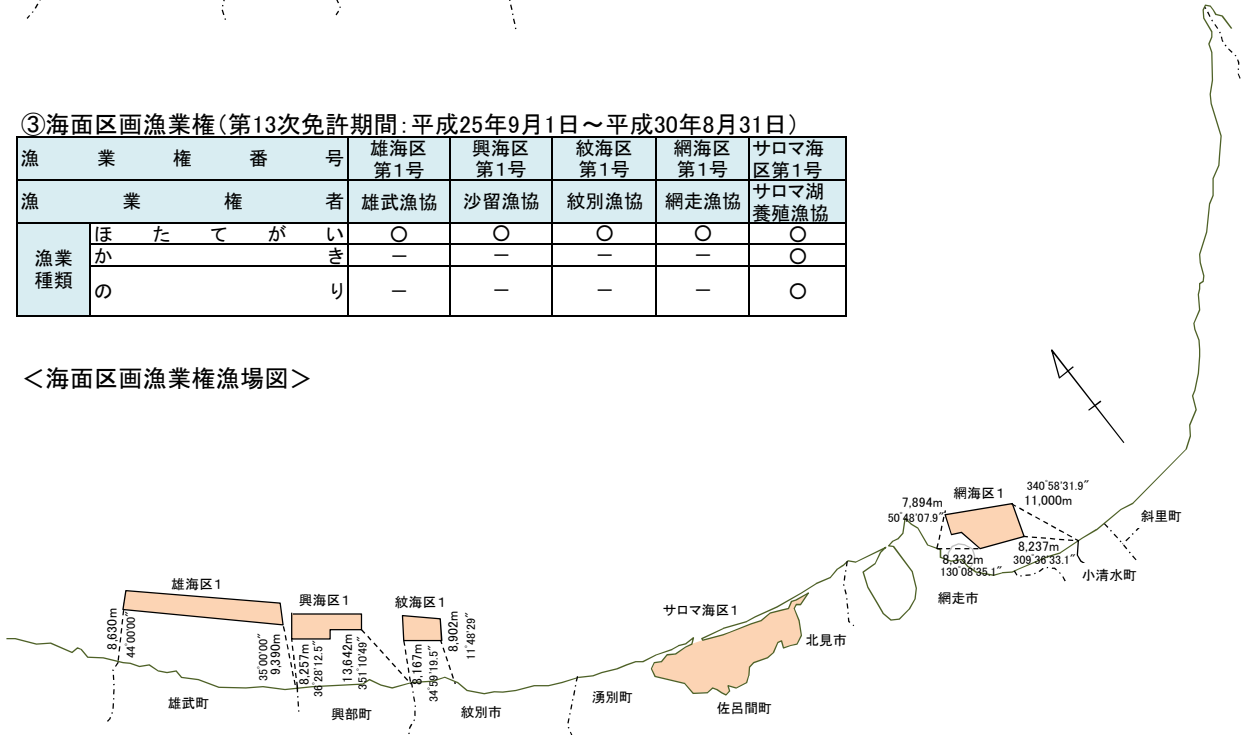 ③海面区画漁業権(第13次免許期間:平成25年9月1日～平成30年8月31日)
漁業権番号 雄海区第1号 興海区第1号 紋海区第1号 網海区第1号 サロマ海区第1号
漁業権者 雄武漁協 沙留漁協 紋別漁協 網走漁協 サロマ湖養殖漁協
漁業種類
ほたてがい ○ ○ ○ ○ ○
かき － － － － ○
のり － － － － ○
＜海面区画漁業権漁場図＞
網海区1
340ﾟ58'31.9"
11,000m
7,894m
50ﾟ48'07.9"
8,332m
130ﾟ08'35.1"
8,237m
309ﾟ36'33.1"
斜里町
小清水町
網走市
サロマ海区1
北見市
佐呂間町
湧別町
雄海区1
興海区1
紋海区1
8,630m
44ﾟ00'00"
35ﾟ00'00"
9,390m
8,257m
36ﾟ28'12.5"
13,642m
351ﾟ10'49"
8,167m
34ﾟ59'19.5"
8,902m
11ﾟ48'29"
雄武町
興部町
紋別市